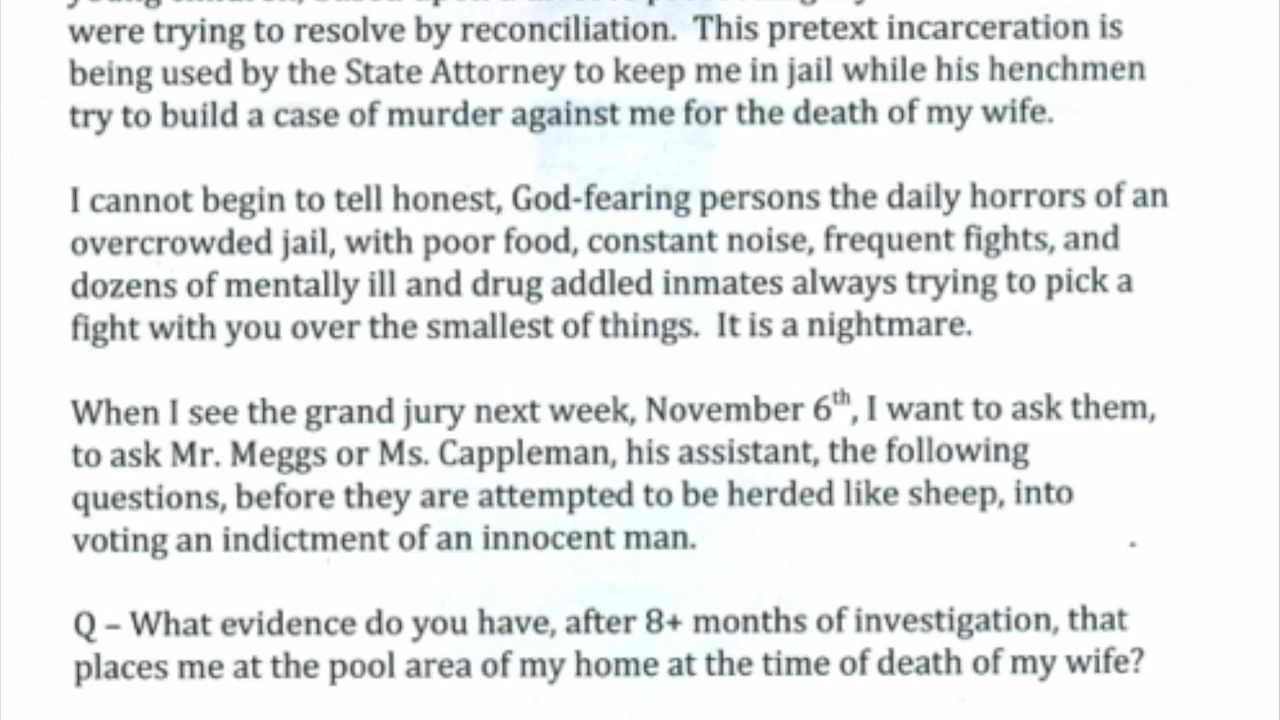 were trying to resolve by reconciliation. This pretext incarceration is
being used by the State Attorney to keep me in jail while his henchmen
try to build a case of murder against me for the death of my wife.
I cannot begin to tell honest, God-fearing persons the daily horrors of an
overcrowded jail, with poor food, constant noise, frequent fights, and
dozens of mentally ill and drug addled inmates always trying to pick a
fight with you over the smallest of things. It is a nightmare.
When I see the grand jury next week, November 6th, I want to ask them,
to ask Mr. Meggs or Ms. Cappleman, his assistant, the following
questions, before they are attempted to be herded like sheep, into
voting an indictment of an innocent man.
Q – What evidence do you have, after 8+ months of investigation, that
places me at the pool area of my home at the time of death of my wife?